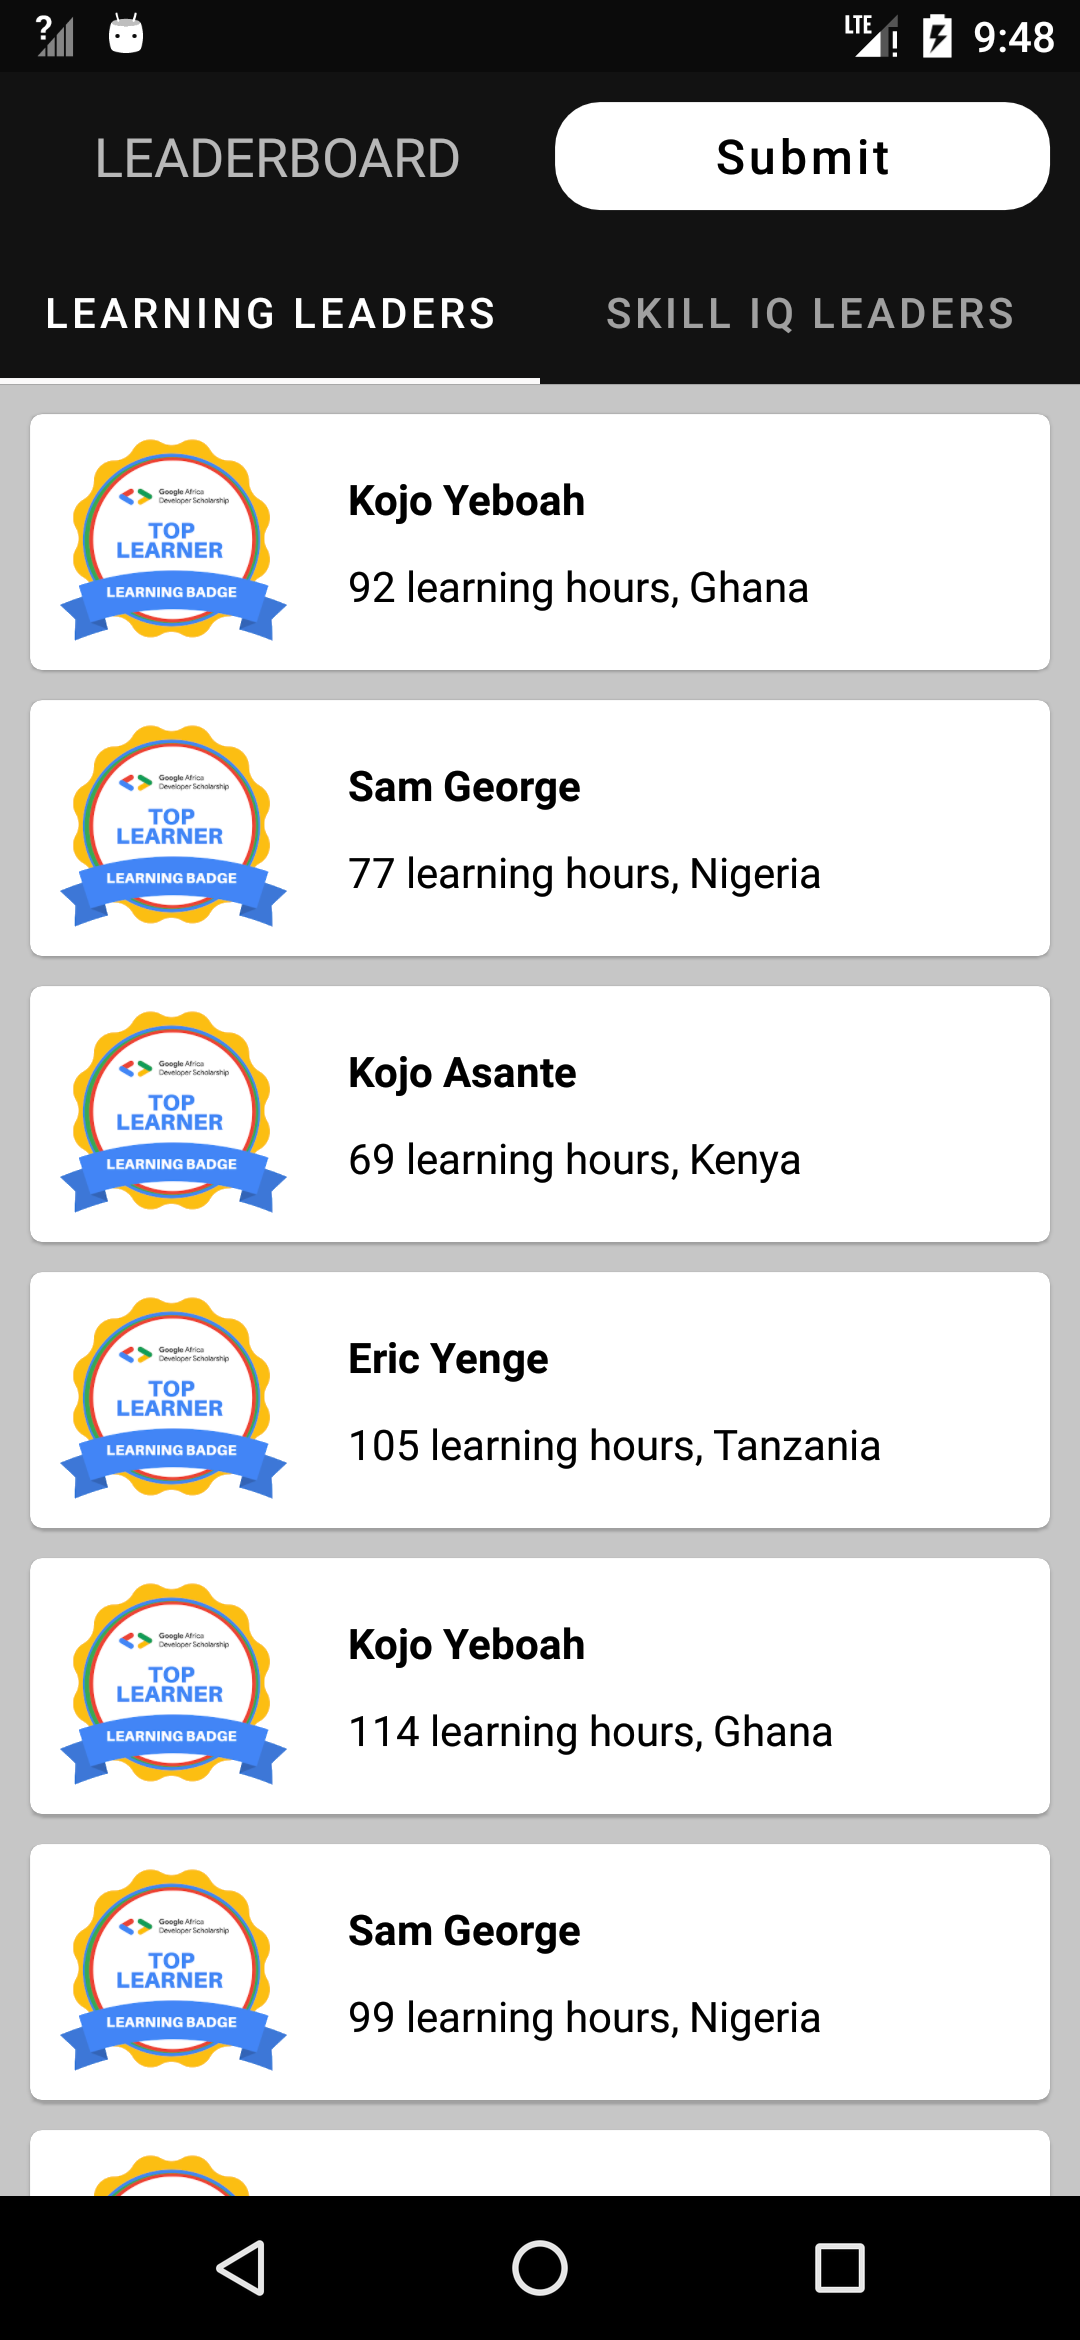 ?
LTE ! 9:48
LEADERBOARD
Submit
LEARNING LEADERS
SKILL IQ LEADERS
Google Africa
Developer Scholarship
TOP
LEARNER
LEARNING BADGE
Kojo Yeboah
92 learning hours, Ghana
Google Africa
Developer Scholarship
TOP
LEARNER
LEARNING BADGE
Sam George
77 learning hours, Nigeria
Google Africa
Developer Scholarship
TOP
LEARNER
LEARNING BADGE
Kojo Asante
69 learning hours, Kenya
Google Africa
Developer Scholarship
TOP
LEARNER
LEARNING BADGE
Eric Yenge
105 learning hours, Tanzania
Google Africa
Developer Scholarship
TOP
LEARNER
LEARNING BADGE
Kojo Yeboah
114 learning hours, Ghana
Google Africa
Developer Scholarship
TOP
LEARNER
LEARNING BADGE
Sam George
99 learning hours, Nigeria